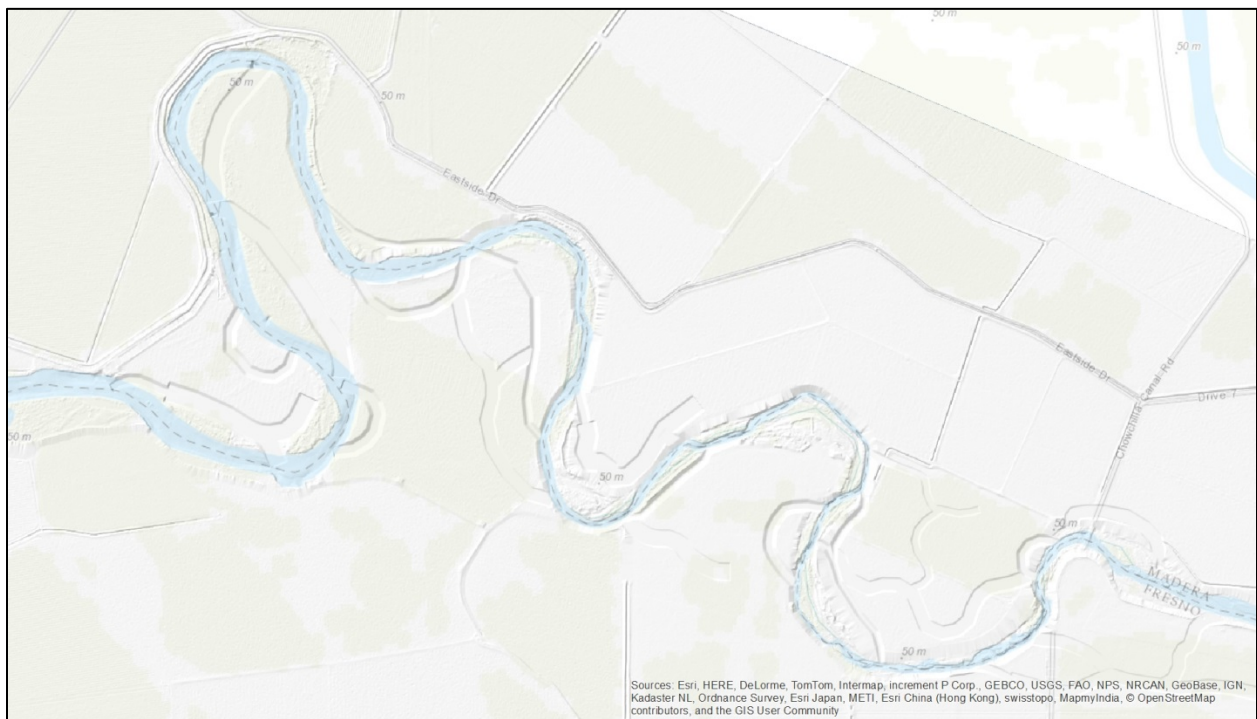 50 m
50 m
50 m
50 m
Eastside Dr
Eastside Dr
Chowchilla Canal Rd
Drive 7
50 m
50 m
50 m
MADERA
FRESNO
50 m
Sources: Esri, HERE, DeLorme, TomTom, Intermap, increment P Corp., GEBCO, USGS, FAO, NPS, NRCAN, GeoBase, IGN,
Kadaster NL, Ordnance Survey, Esri Japan, METI, Esri China (Hong Kong), swisstopo, MapmyIndia, © OpenStreetMap
contributors, and the GIS User Community